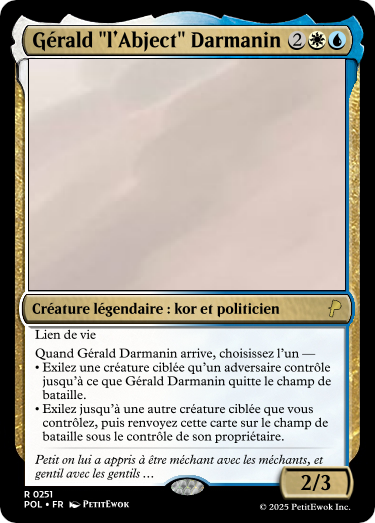 Gérald "l'Abject" Darmanin 2
Créature légendaire : kor et politicien
Lien de vie
Quand Gérald Darmanin arrive, choisissez l'un —
• Exilez une créature ciblée qu'un adversaire contrôle
jusqu'à ce que Gérald Darmanin quitte le champ de
bataille.
• Exilez jusqu'à une autre créature ciblée que vous
contrôlez, puis renvoyez cette carte sur le champ de
bataille sous le contrôle de son propriétaire.
Petit on lui a appris à être méchant avec les méchants, et
gentil avec les gentils …
2/3
R 0251
POL • FR PetitEwok
© 2025 PetitEwok Inc.